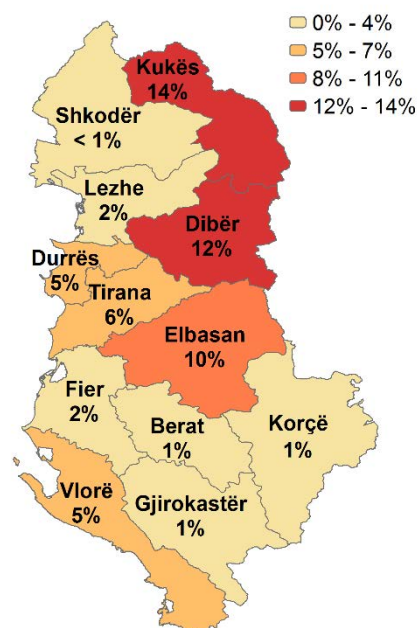 0% - 4%
5% - 7%
8% - 11%
12% - 14%
Kukës
14%
Shkodër
< 1%
Lezhe
2%
Dibër
12%
Durrës
5%
Tirana
6%
Elbasan
10%
Fier
2%
Berat
1%
Korçë
1%
Vlorë
5%
Gjirokastër
1%